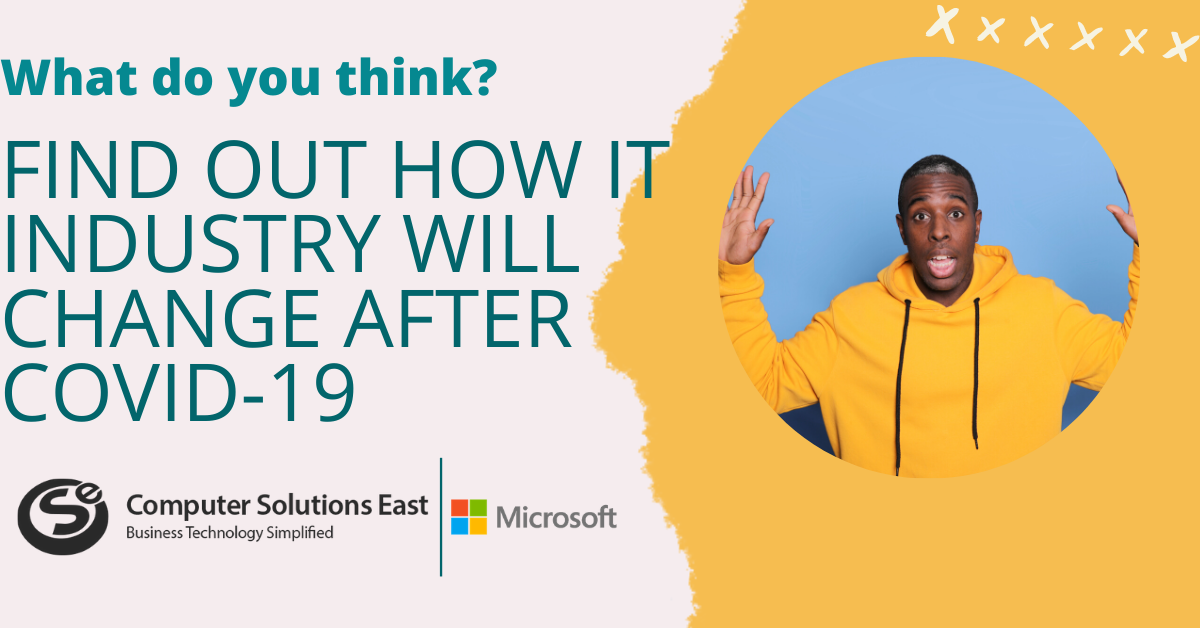 What do you think?
FIND OUT HOW IT
INDUSTRY WILL
CHANGE AFTER
COVID-19
CSe
Computer Solutions East
Business Technology Simplified
Microsoft